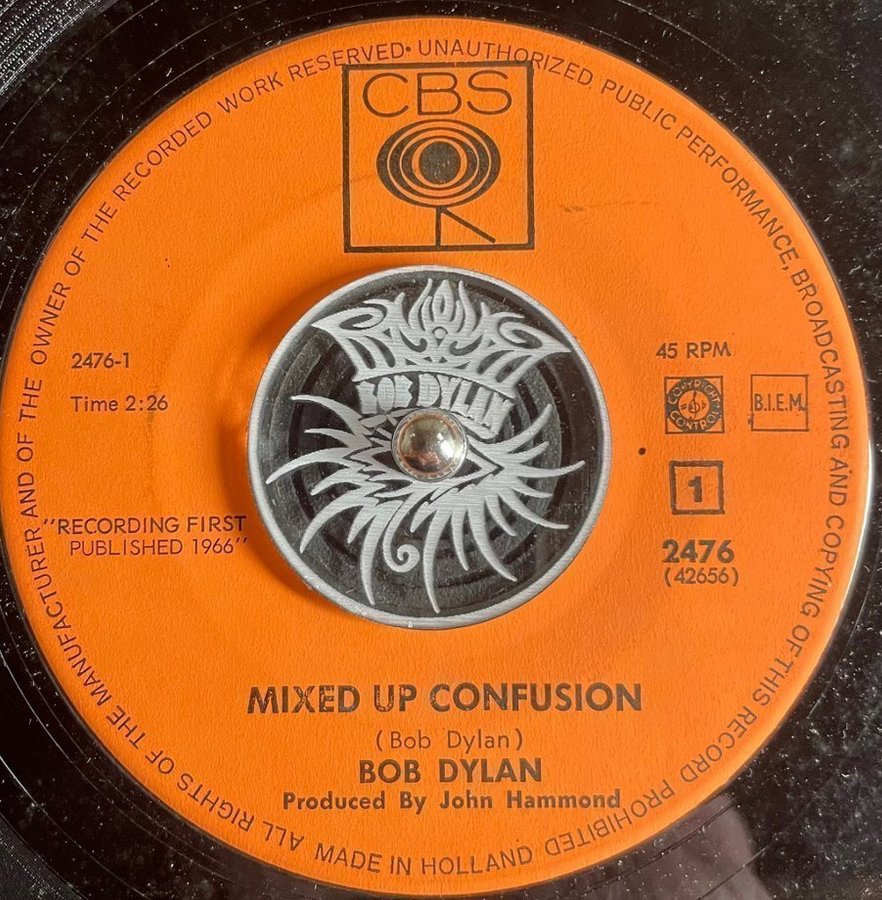 ALL RIGHTS OF THE MANUFACTURER AND OF THE OWNER OF THE RECORDED WORK RESERVED• UNAUTHORIZED PUBLIC PERFORMANCE, BROADCASTING AND COPYING OF THIS RECORD PROHIBITED
CBS
2476-1
Time 2:26
"RECORDING FIRST
PUBLISHED 1966"
BOB DYLAN
45 RPM
COPYRIGHT
CONTROL
B.I.E.M.
1
2476
(42656)
MIXED UP CONFUSION
(Bob Dylan)
BOB DYLAN
Produced By John Hammond
MADE IN HOLLAND